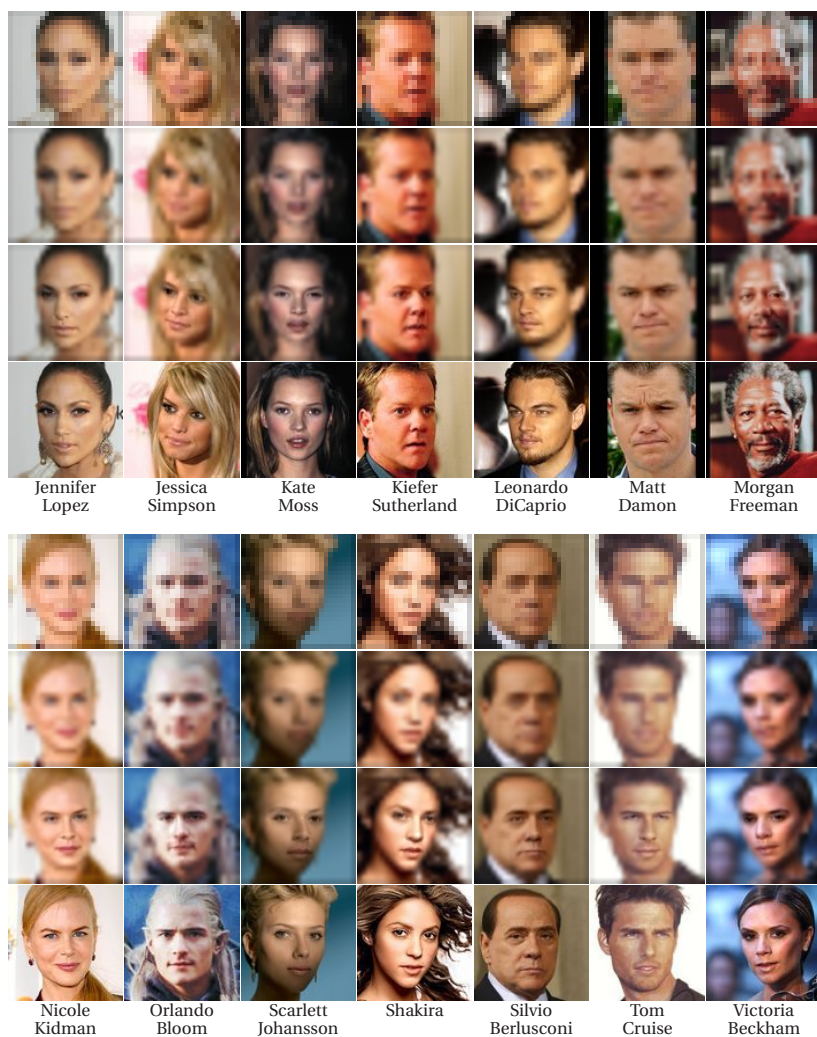 Jennifer Jessica Kate Kiefer Leonardo Matt Morgan
Lopez Simpson Moss Sutherland DiCaprio Damon Freeman
Nicole Orlando Scarlett Shakira Silvio Tom Victoria
Kidman Bloom Johansson Berlusconi Cruise Beckham